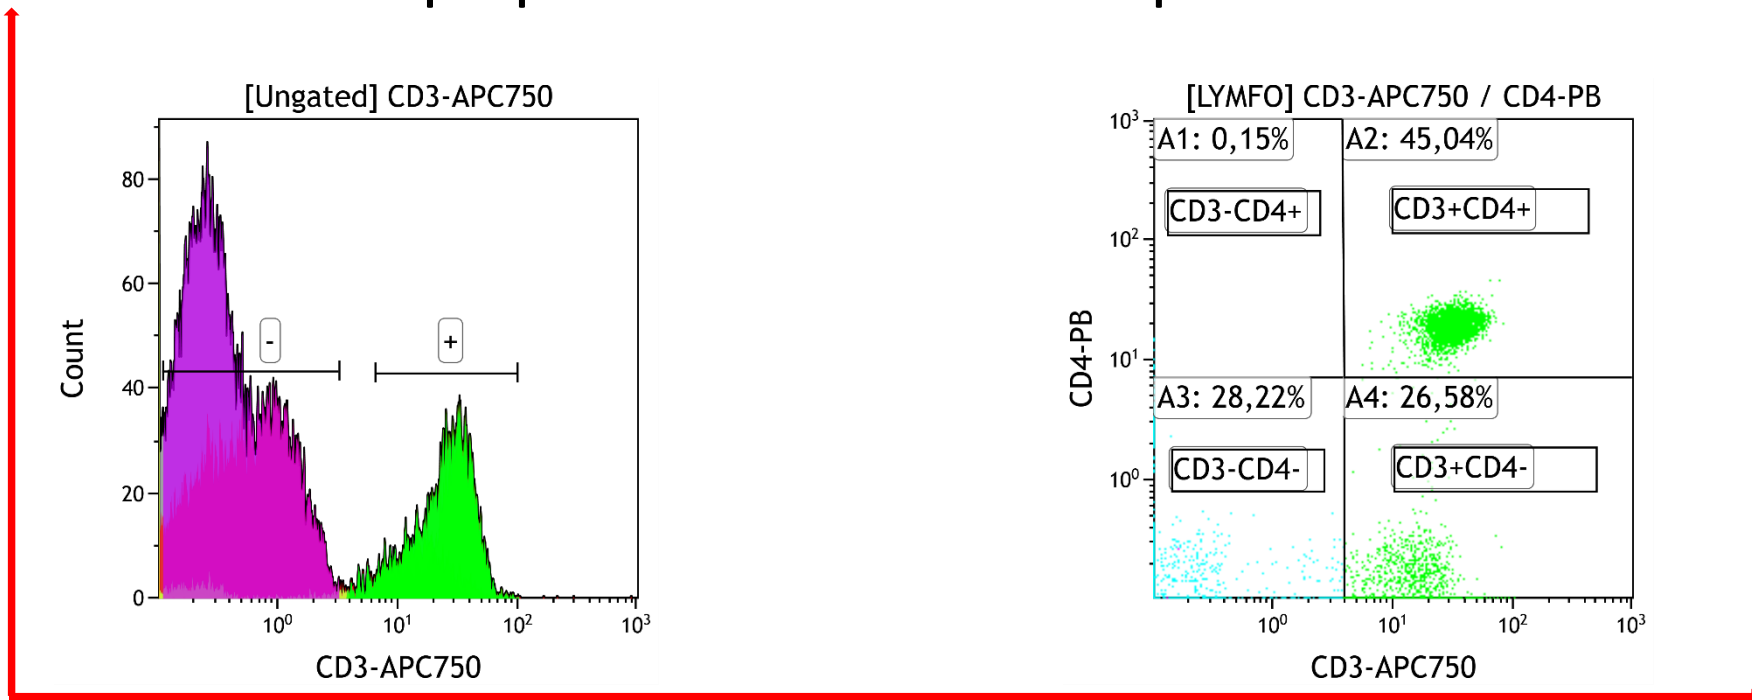 [Ungated] CD3-APC750
Count
80
60
40
20
0
-
+
10⁰
10¹
10²
10³
CD3-APC750
[LYMFO] CD3-APC750 / CD4-PB
CD4-PB
10³
10²
10¹
10⁰
A1: 0,15%
A2: 45,04%
CD3-CD4+
CD3+CD4+
A3: 28,22%
A4: 26,58%
CD3-CD4-
CD3+CD4-
10⁰
10¹
10²
10³
CD3-APC750